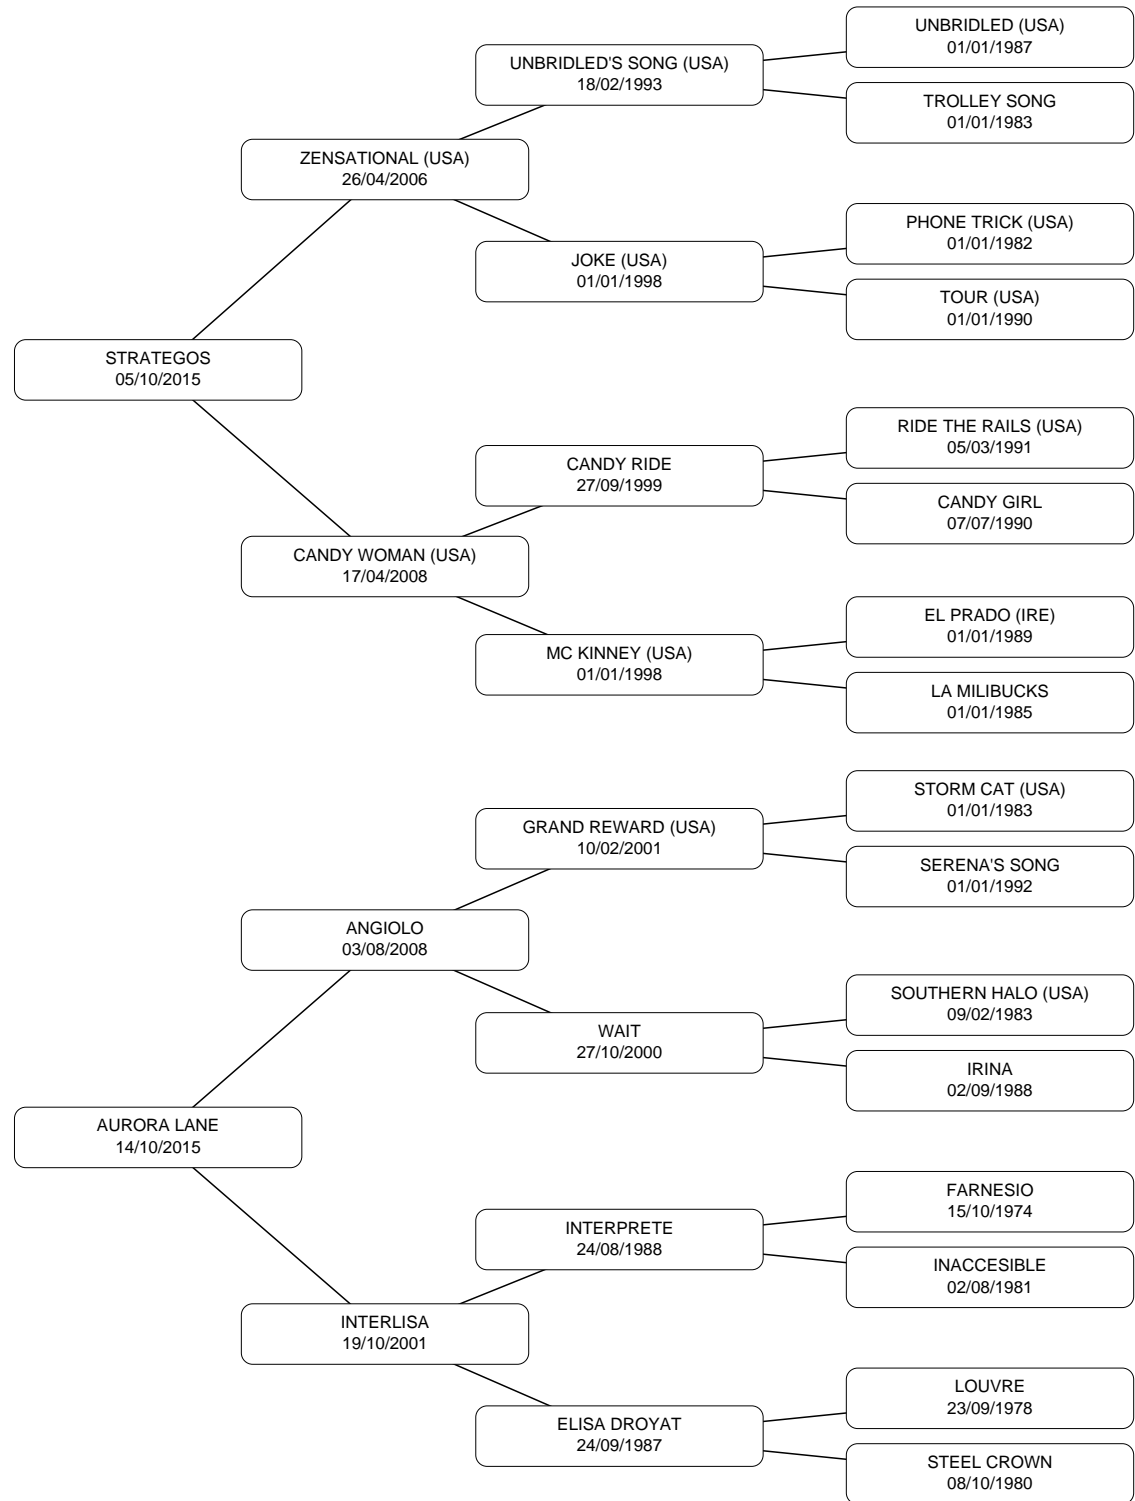 UNBRIDLED (USA)
01/01/1987
UNBRIDLED'S SONG (USA)
18/02/1993
TROLLEY SONG
01/01/1983
ZENSATIONAL (USA)
26/04/2006
PHONE TRICK (USA)
01/01/1982
JOKE (USA)
01/01/1998
TOUR (USA)
01/01/1990
STRATEGOS
05/10/2015
RIDE THE RAILS (USA)
05/03/1991
CANDY RIDE
27/09/1999
CANDY GIRL
07/07/1990
CANDY WOMAN (USA)
17/04/2008
EL PRADO (IRE)
01/01/1989
MC KINNEY (USA)
01/01/1998
LA MILIBUCKS
01/01/1985
STORM CAT (USA)
01/01/1983
GRAND REWARD (USA)
10/02/2001
SERENA'S SONG
01/01/1992
ANGIOLO
03/08/2008
SOUTHERN HALO (USA)
09/02/1983
WAIT
27/10/2000
IRINA
02/09/1988
AURORA LANE
14/10/2015
FARNESIO
15/10/1974
INTERPRETE
24/08/1988
INACCESIBLE
02/08/1981
INTERLISA
19/10/2001
LOUVRE
23/09/1978
ELISA DROYAT
24/09/1987
STEEL CROWN
08/10/1980